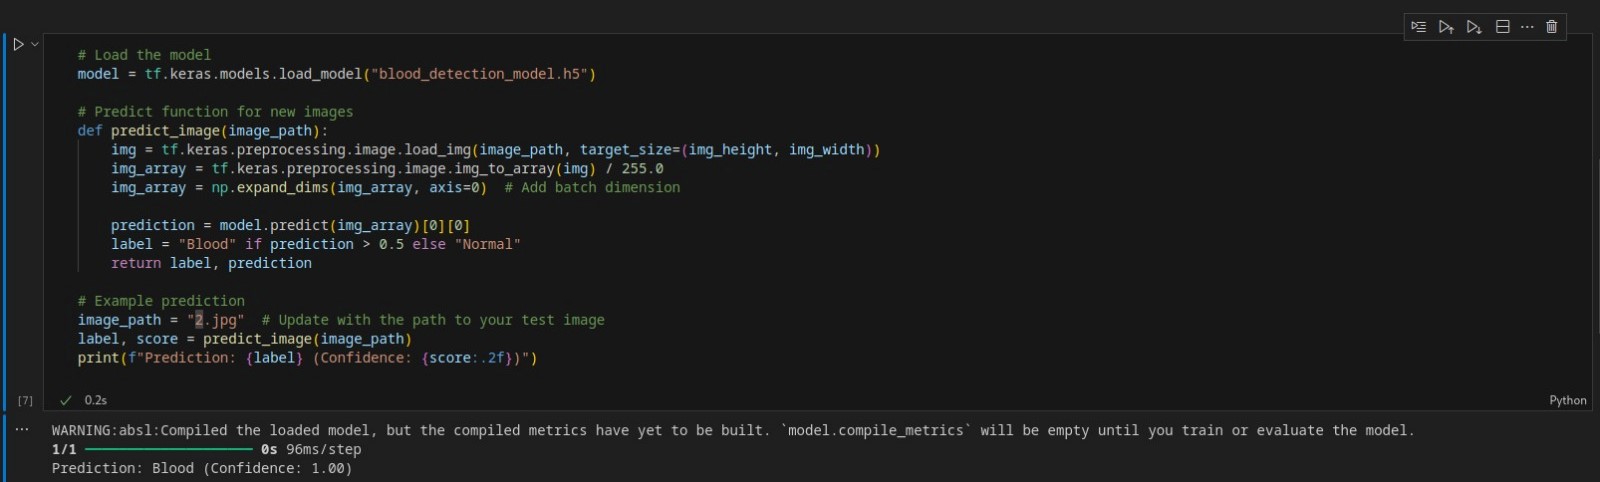 # Load the model
model = tf.keras.models.load_model("blood_detection_model.h5")
# Predict function for new images
def predict_image(image_path):
    img = tf.keras.preprocessing.image.load_img(image_path, target_size=(img_height, img_width))
    img_array = tf.keras.preprocessing.image.img_to_array(img) / 255.0
    img_array = np.expand_dims(img_array, axis=0)  # Add batch dimension
    prediction = model.predict(img_array)[0][0]
    label = "Blood" if prediction > 0.5 else "Normal"
    return label, prediction
# Example prediction
image_path = "2.jpg"  # Update with the path to your test image
label, score = predict_image(image_path)
print(f"Prediction: {label} (Confidence: {score:.2f})")
[7] 0.2s Python
WARNING:absl:Compiled the loaded model, but the compiled metrics have yet to be built. `model.compile_metrics` will be empty until you train or evaluate the model.
1/1 0s 96ms/step
Prediction: Blood (Confidence: 1.00)